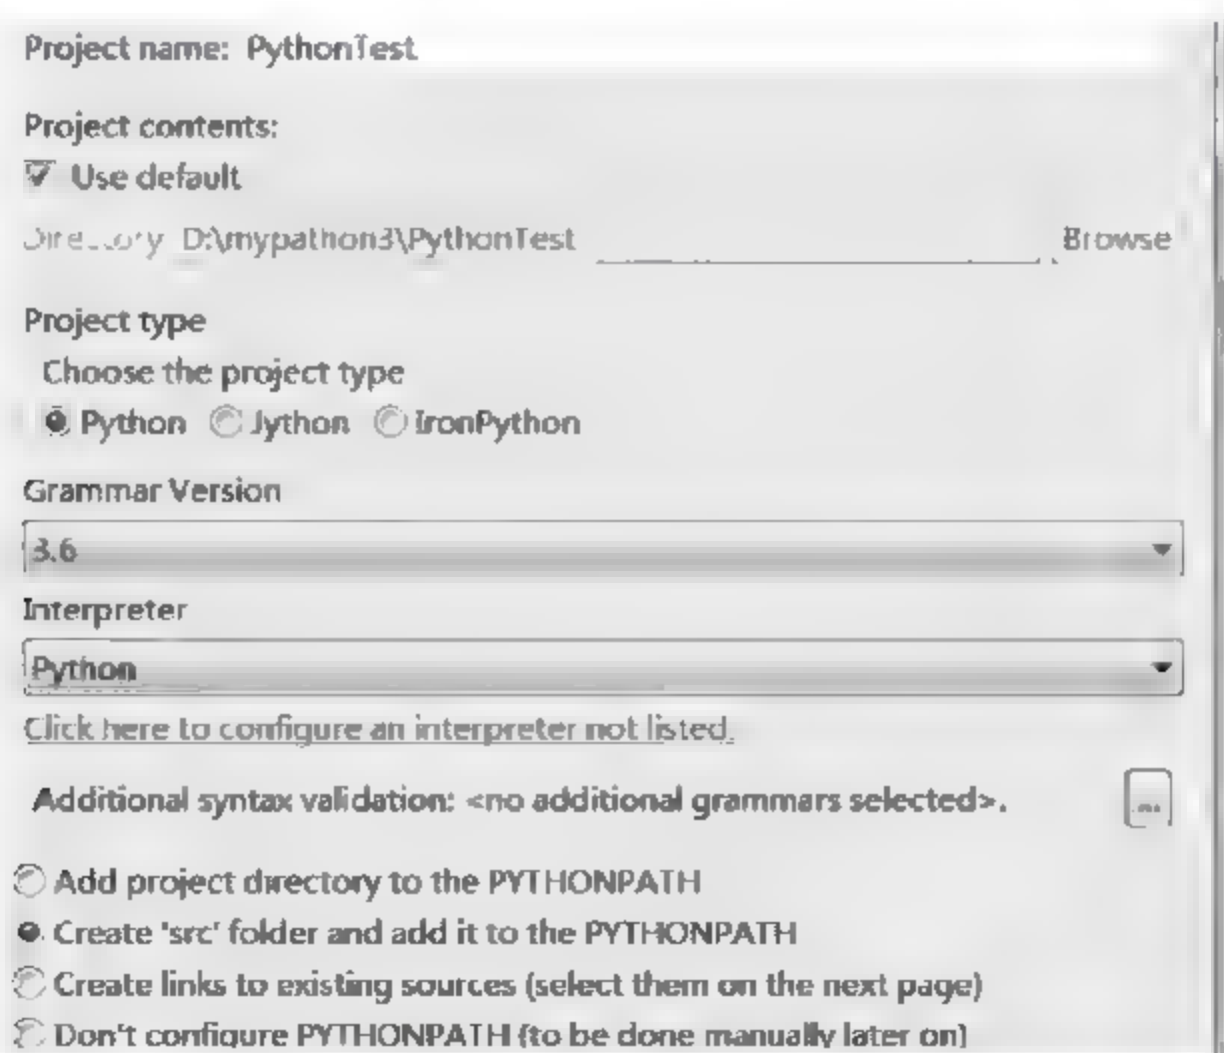 Project name: PythonTest
Project contents:
Use default
Directory D:\mypathon3\PythonTest Browse
Project type
Choose the project type
Python Jython IronPython
Grammar Version
3.6
Interpreter
Python
Click here to configure an interpreter not listed.
Additional syntax validation: <no additional grammars selected>. ...
Add project directory to the PYTHONPATH
Create 'src' folder and add it to the PYTHONPATH
Create links to existing sources (select them on the next page)
Don't configure PYTHONPATH (to be done manually later on)